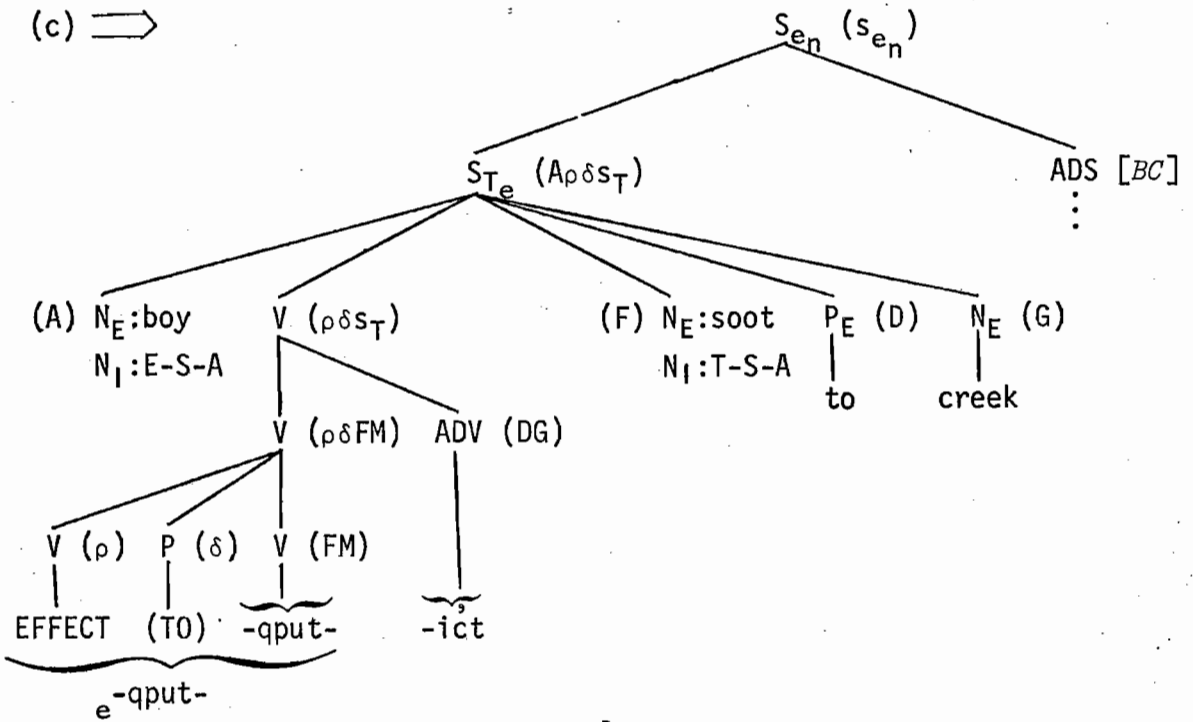 (c) ⟹
S_{e_n} (s_{e_n})
S_{T_e} (Aρδs_T) ADS [BC]
(A) N_E:boy V (ρδs_T) (F) N_E:soot P_E (D) N_E (G)
N_I:E-S-A N_I:T-S-A
to creek
V (ρδFM) ADV (DG)
V (ρ) P (δ) V (FM)
EFFECT (TO) -qput- -ic̓t
e-qput-